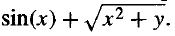 sin(x) + √(x² + y).